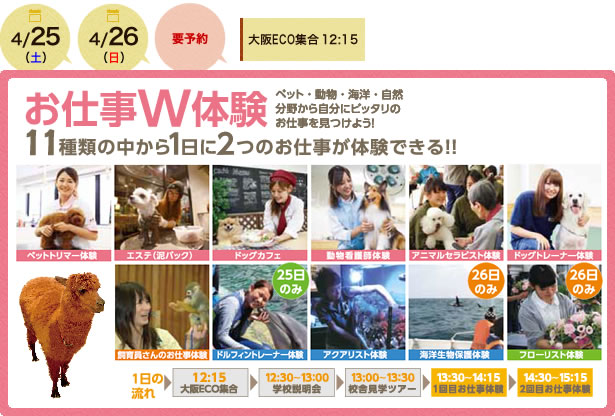 4/25
(土)
4/26
(日)
要予約
大阪ECO集合 12:15
お仕事W体験
ペット・動物・海洋・自然
分野から自分にピッタリの
お仕事を見つけよう!
11種類の中から1日に2つのお仕事が体験できる!!
ペットトリマー体験
エステ(泥パック)
ドッグカフェ
動物看護師体験
アニマルセラピスト体験
ドッグトレーナー体験
飼育員さんのお仕事体験
25日
のみ
ドルフィントレーナー体験
アクアリスト体験
26日
のみ
海洋生物保護体験
26日
のみ
フローリスト体験
1日の
流れ
12:15
大阪ECO集合
12:30~13:00
学校説明会
13:00~13:30
校舎見学ツアー
13:30~14:15
1回目お仕事体験
14:30~15:15
2回目お仕事体験